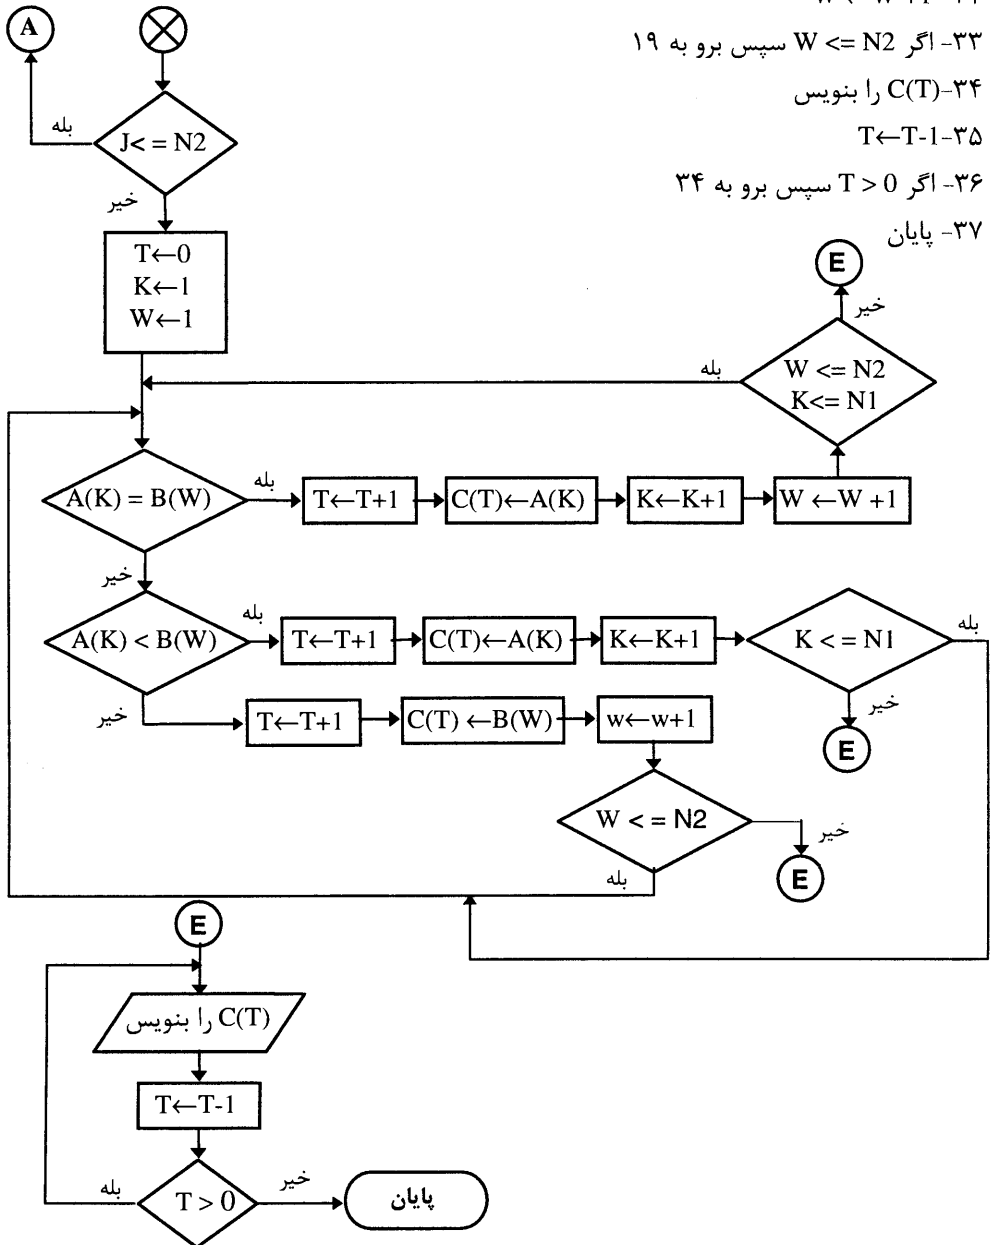 ۳۳- اگر W <= N2 سپس برو به ۱۹
۳۴-C(T) را بنویس
۳۵-T←T-1
۳۶- اگر T > 0 سپس برو به ۳۴
۳۷- پایان
A
J< = N2
بله
خیر
T←0
K←1
W←1
E
خیر
W <= N2
K<= N1
بله
A(K) = B(W)
بله
T←T+1
C(T)←A(K)
K←K+1
W ←W +1
خیر
A(K) < B(W)
بله
T←T+1
C(T)←A(K)
K←K+1
K < = N1
بله
خیر
E
خیر
T←T+1
C(T) ←B(W)
w←w+1
W < = N2
خیر
E
بله
E
C(T) را بنویس
T←T-1
T > 0
بله
خیر
پایان